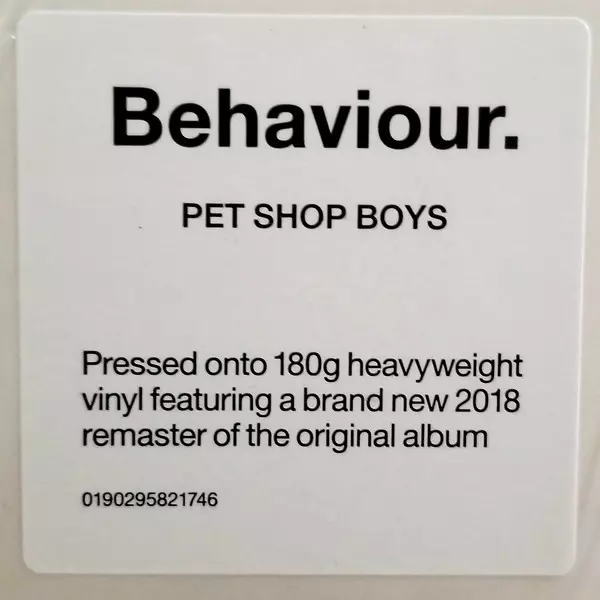 Behaviour.
PET SHOP BOYS
Pressed onto 180g heavyweight
vinyl featuring a brand new 2018
remaster of the original album
0190295821746